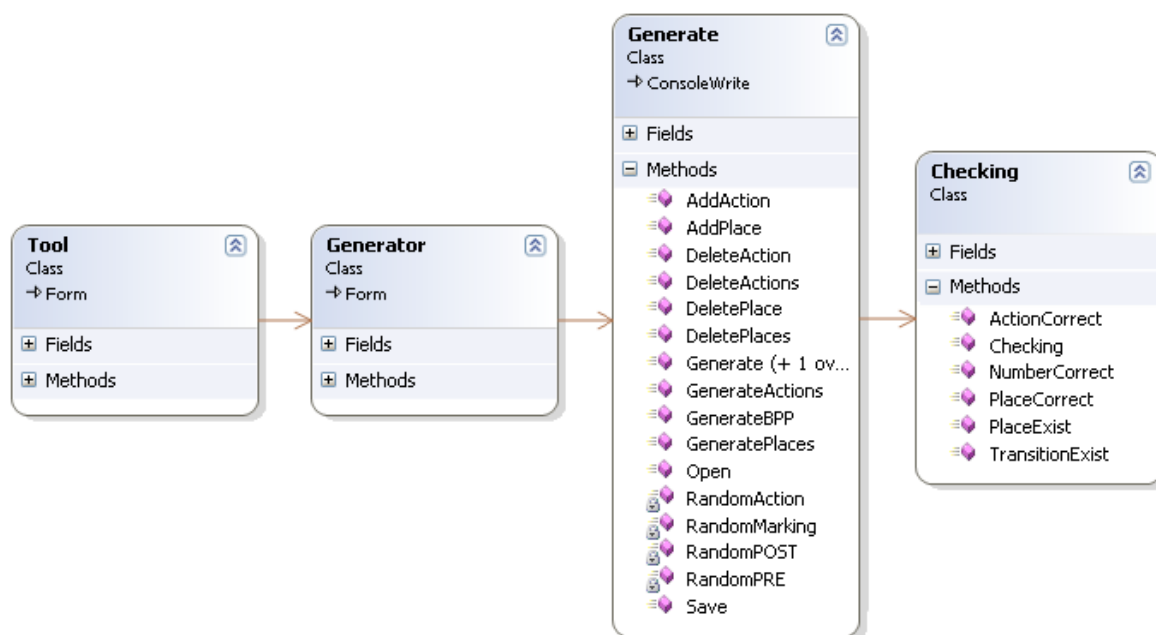 Tool
Class
Form
Fields
Methods
Generator
Class
Form
Fields
Methods
Generate
Class
ConsoleWrite
Fields
Methods
AddAction
AddPlace
DeleteAction
DeleteActions
DeletePlace
DeletePlaces
Generate (+ 1 ov...
GenerateActions
GenerateBPP
GeneratePlaces
Open
RandomAction
RandomMarking
RandomPOST
RandomPRE
Save
Checking
Class
Fields
Methods
ActionCorrect
Checking
NumberCorrect
PlaceCorrect
PlaceExist
TransitionExist